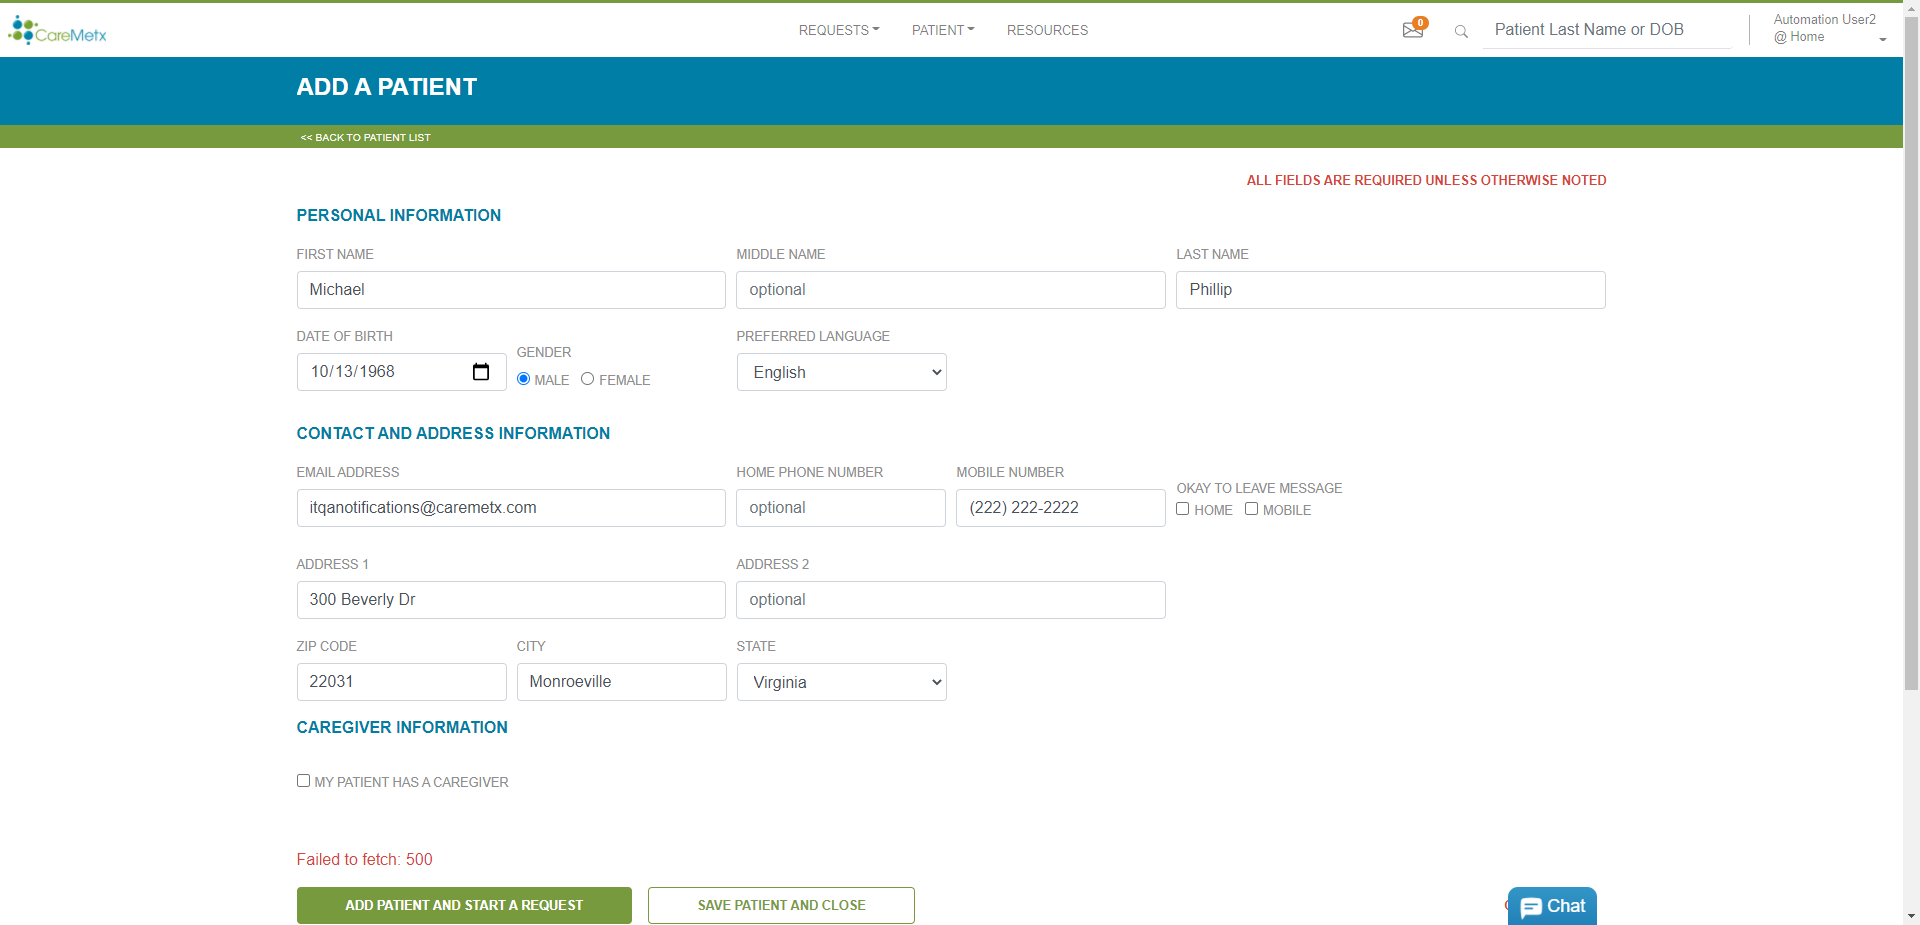 CareMetx
REQUESTS PATIENT RESOURCES
0
Patient Last Name or DOB
Automation User2
@ Home
ADD A PATIENT
<< BACK TO PATIENT LIST
ALL FIELDS ARE REQUIRED UNLESS OTHERWISE NOTED
PERSONAL INFORMATION
FIRST NAME MIDDLE NAME LAST NAME
Michael optional Phillip
DATE OF BIRTH GENDER PREFERRED LANGUAGE
10/13/1968 MALE FEMALE English
CONTACT AND ADDRESS INFORMATION
EMAIL ADDRESS HOME PHONE NUMBER MOBILE NUMBER OKAY TO LEAVE MESSAGE
itqanotifications@caremetx.com optional (222) 222-2222 HOME MOBILE
ADDRESS 1 ADDRESS 2
300 Beverly Dr optional
ZIP CODE CITY STATE
22031 Monroeville Virginia
CAREGIVER INFORMATION
MY PATIENT HAS A CAREGIVER
Failed to fetch: 500
ADD PATIENT AND START A REQUEST SAVE PATIENT AND CLOSE Chat